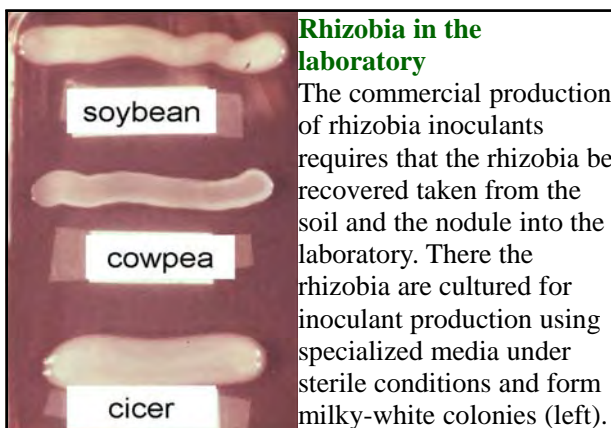 soybean
cowpea
cicer
Rhizobia in the
laboratory
The commercial production
of rhizobia inoculants
requires that the rhizobia be
recovered taken from the
soil and the nodule into the
laboratory. There the
rhizobia are cultured for
inoculant production using
specialized media under
sterile conditions and form
milky-white colonies (left).